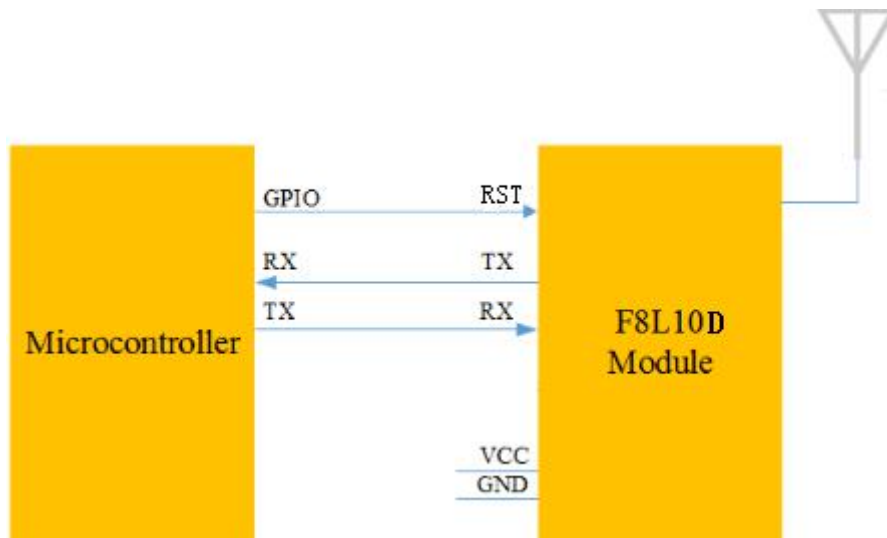 GPIO RST
RX TX
TX RX
Microcontroller
F8L10D
Module
VCC
GND